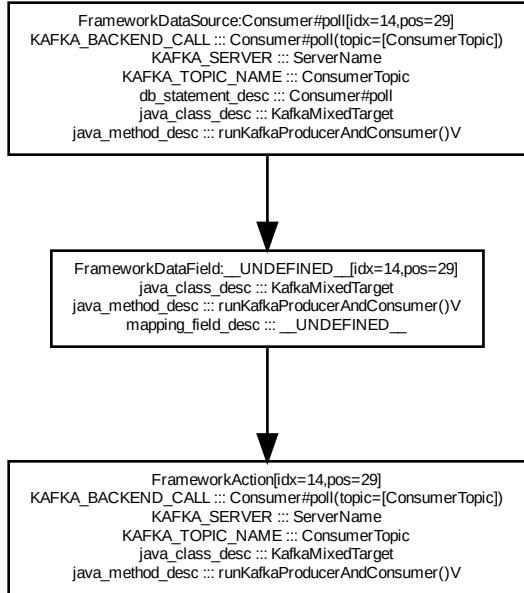 FrameworkDataSource:Consumer#poll[idx=14,pos=29]
KAFKA_BACKEND_CALL ::: Consumer#poll(topic=[ConsumerTopic])
KAFKA_SERVER ::: ServerName
KAFKA_TOPIC_NAME ::: ConsumerTopic
db_statement_desc ::: Consumer#poll
java_class_desc ::: KafkaMixedTarget
java_method_desc ::: runKafkaProducerAndConsumer()V
FrameworkDataField:__UNDEFINED__[idx=14,pos=29]
java_class_desc ::: KafkaMixedTarget
java_method_desc ::: runKafkaProducerAndConsumer()V
mapping_field_desc ::: __UNDEFINED__
FrameworkAction[idx=14,pos=29]
KAFKA_BACKEND_CALL ::: Consumer#poll(topic=[ConsumerTopic])
KAFKA_SERVER ::: ServerName
KAFKA_TOPIC_NAME ::: ConsumerTopic
java_class_desc ::: KafkaMixedTarget
java_method_desc ::: runKafkaProducerAndConsumer()V